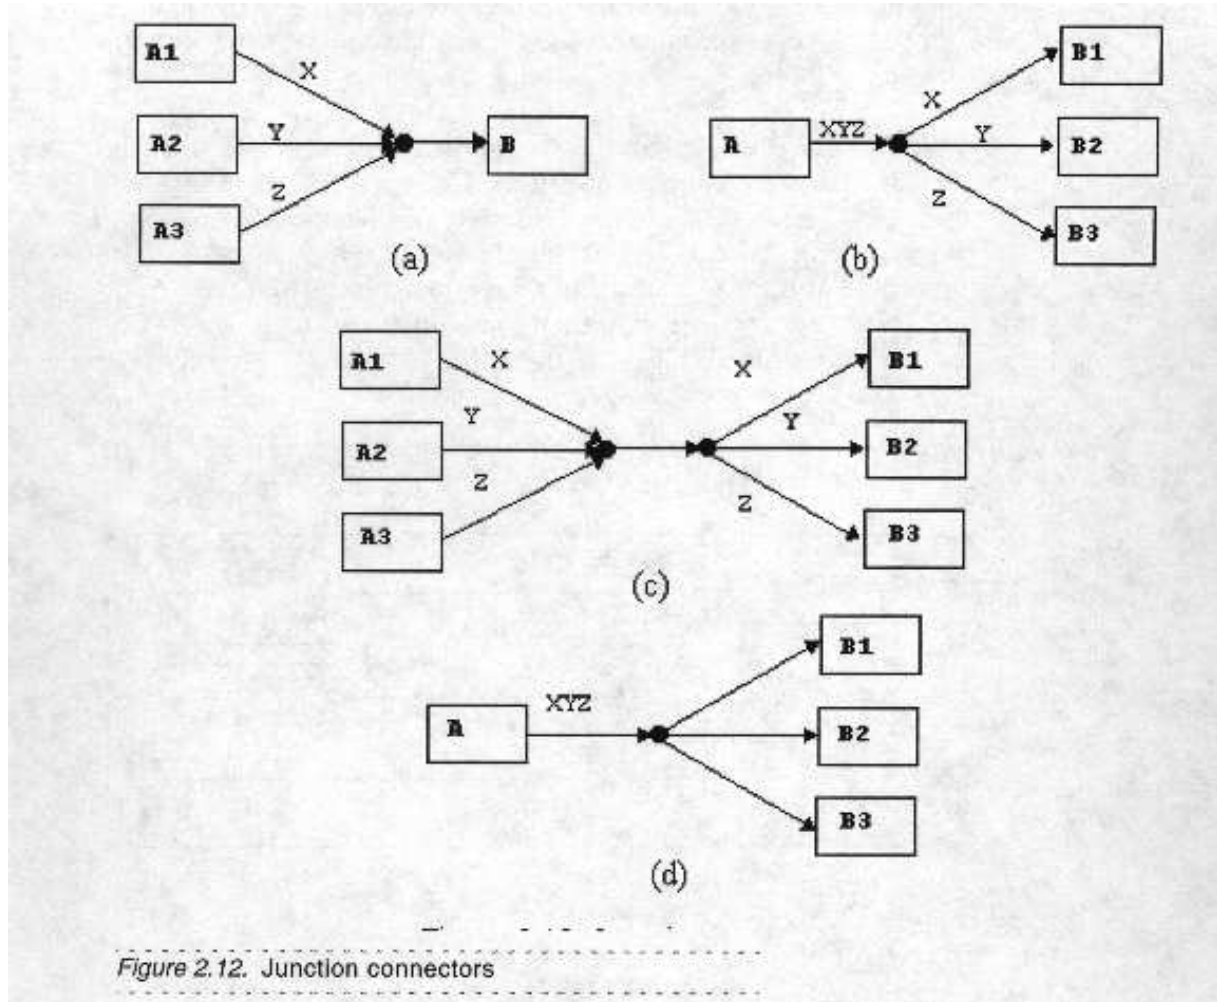 A1
X
A2
Y
B
Z
A3
(a)
B1
X
A
XYZ
Y
B2
Z
B3
(b)
A1
X
X
B1
Y
Y
A2
B2
Z
Z
A3
B3
(c)
B1
XYZ
A
B2
B3
(d)
Figure 2.12. Junction connectors